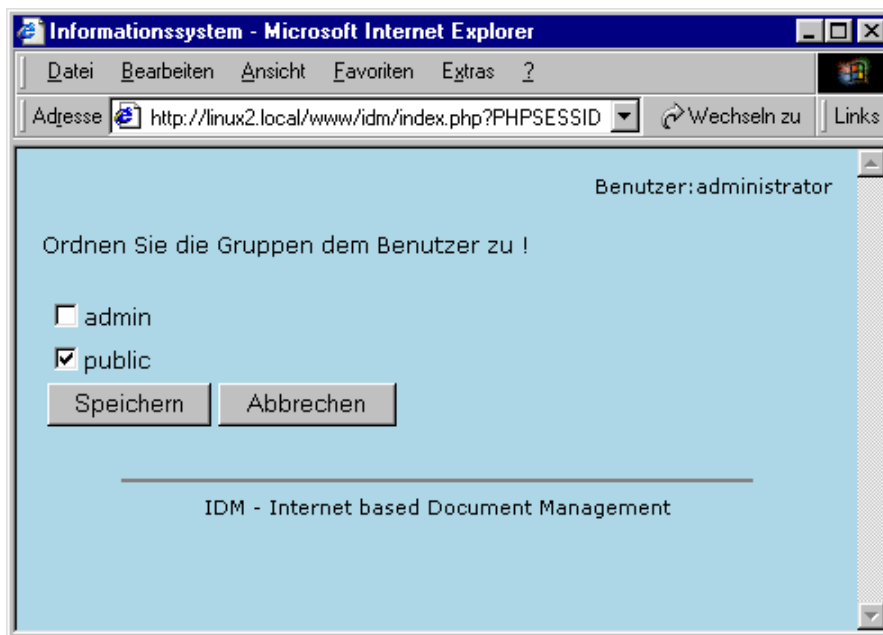 Informationssystem - Microsoft Internet Explorer
Datei Bearbeiten Ansicht Favoriten Extras ?
Adresse http://linux2.local/www/idm/index.php?PHPSESSID Wechseln zu Links
Benutzer:administrator
Ordnen Sie die Gruppen dem Benutzer zu !
admin
public
Speichern Abbrechen
IDM - Internet based Document Management